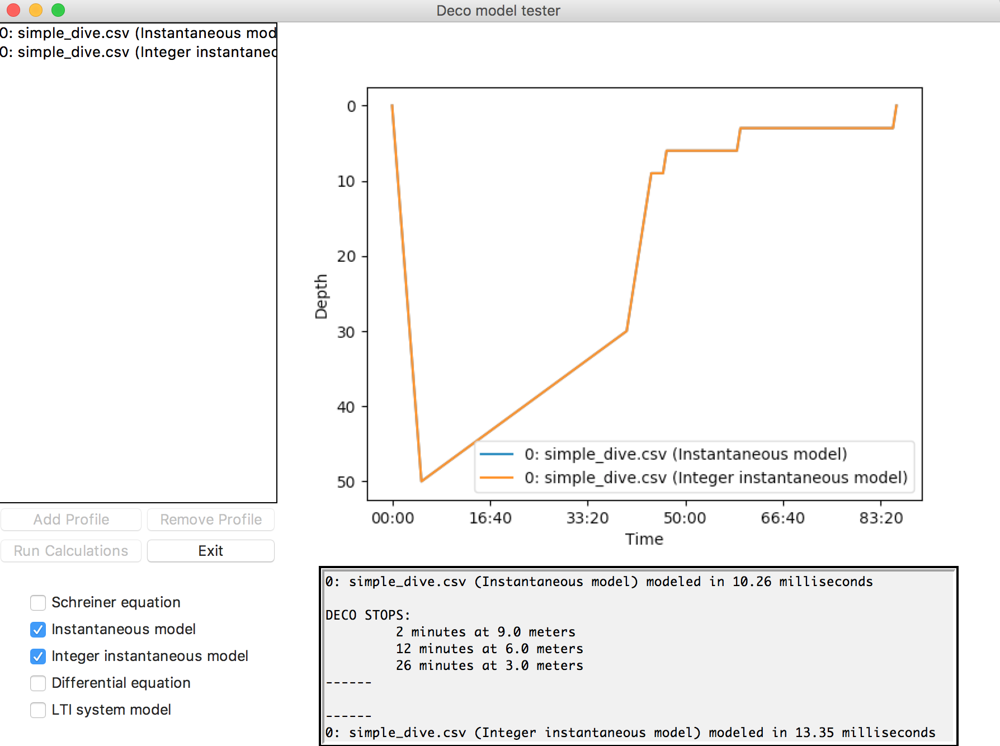 Deco model tester
0: simple_dive.csv (Instantaneous mod
0: simple_dive.csv (Integer instantanec
0
10
20
30
40
50
Depth
0: simple_dive.csv (Instantaneous model)
0: simple_dive.csv (Integer instantaneous model)
00:00 16:40 33:20 50:00 66:40 83:20
Time
Add Profile Remove Profile
Run Calculations Exit
Schreiner equation
Instantaneous model
Integer instantaneous model
Differential equation
LTI system model
0: simple_dive.csv (Instantaneous model) modeled in 10.26 milliseconds
DECO STOPS:
2 minutes at 9.0 meters
12 minutes at 6.0 meters
26 minutes at 3.0 meters
------
------
0: simple_dive.csv (Integer instantaneous model) modeled in 13.35 milliseconds